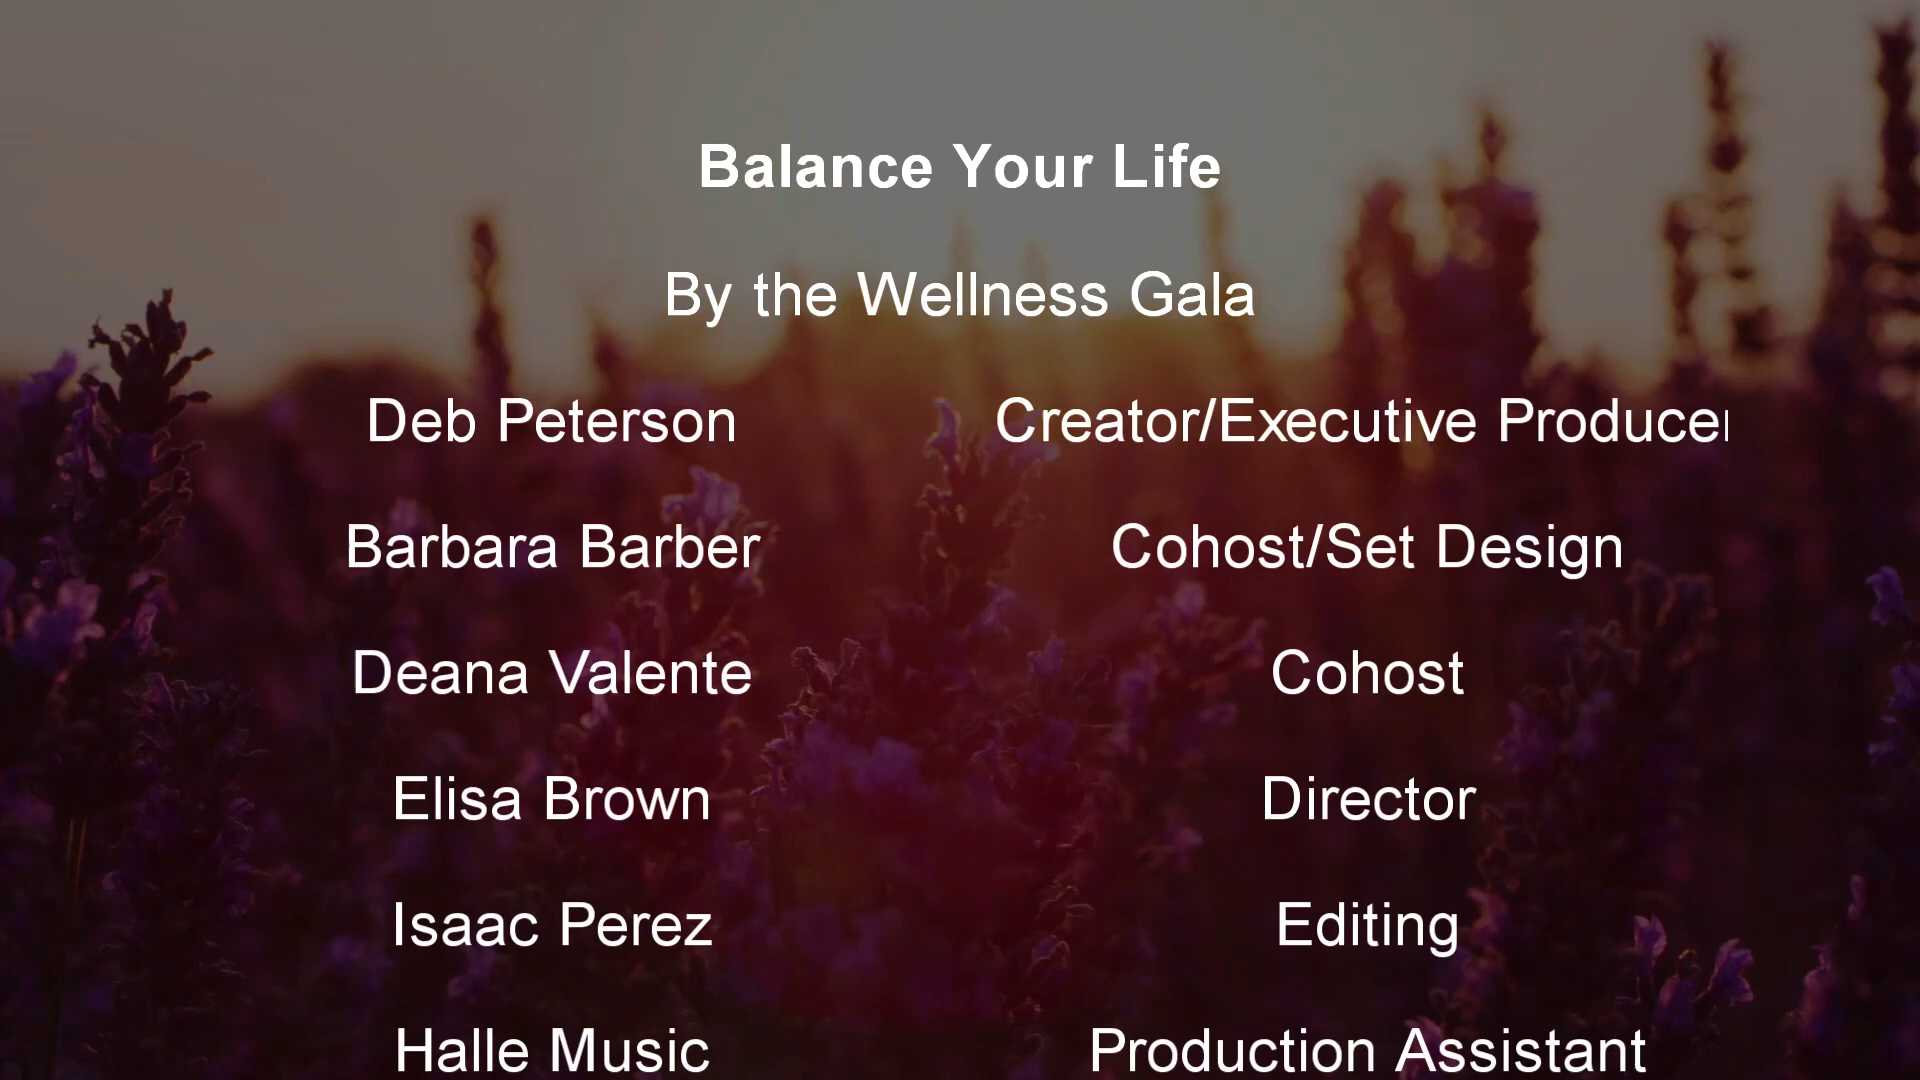 Balance Your Life
By the Wellness Gala
Deb Peterson Creator/Executive Producer
Barbara Barber Cohost/Set Design
Deana Valente Cohost
Elisa Brown Director
Isaac Perez Editing
Halle Music Production Assistant